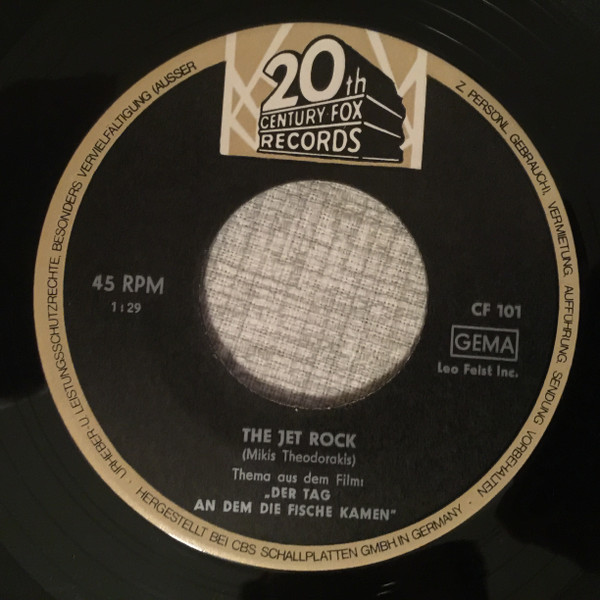 20th
CENTURY-FOX
RECORDS
45 RPM
1:29
CF 101
GEMA
Leo Feist Inc.
THE JET ROCK
(Mikis Theodorakis)
Thema aus dem Film:
„DER TAG
AN DEM DIE FISCHE KAMEN"
URHEBER- U. LEISTUNGSSCHUTZRECHTE, BESONDERS VERVIELFÄLTIGUNG (AUSSER Z. PERSONL. GEBRAUCH), VERMIETUNG, AUFFÜHRUNG, SENDUNG VORBEHALTEN
· HERGESTELLT BEI CBS SCHALLPLATTEN GMBH. IN GERMANY ·